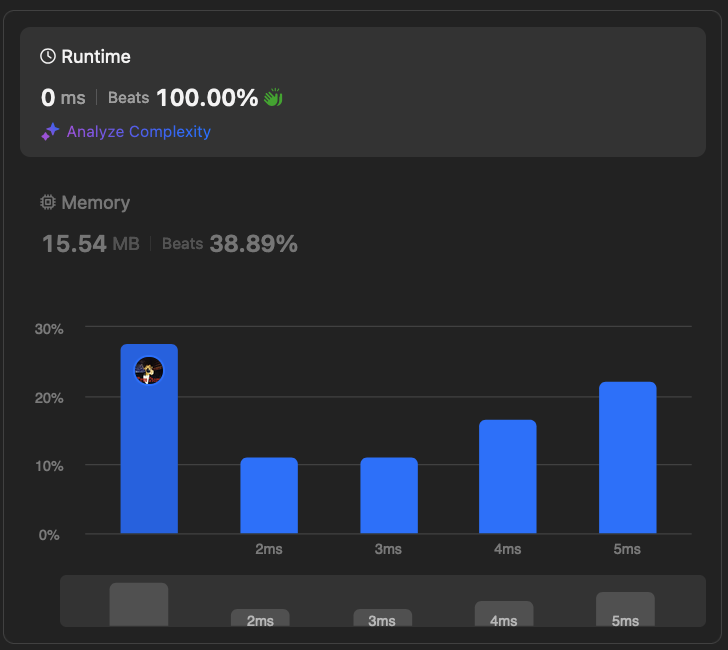 Runtime
0 ms | Beats 100.00%
Analyze Complexity
Memory
15.54 MB | Beats 38.89%
30%
20%
10%
0%
2ms 3ms 4ms 5ms
2ms 3ms 4ms 5ms